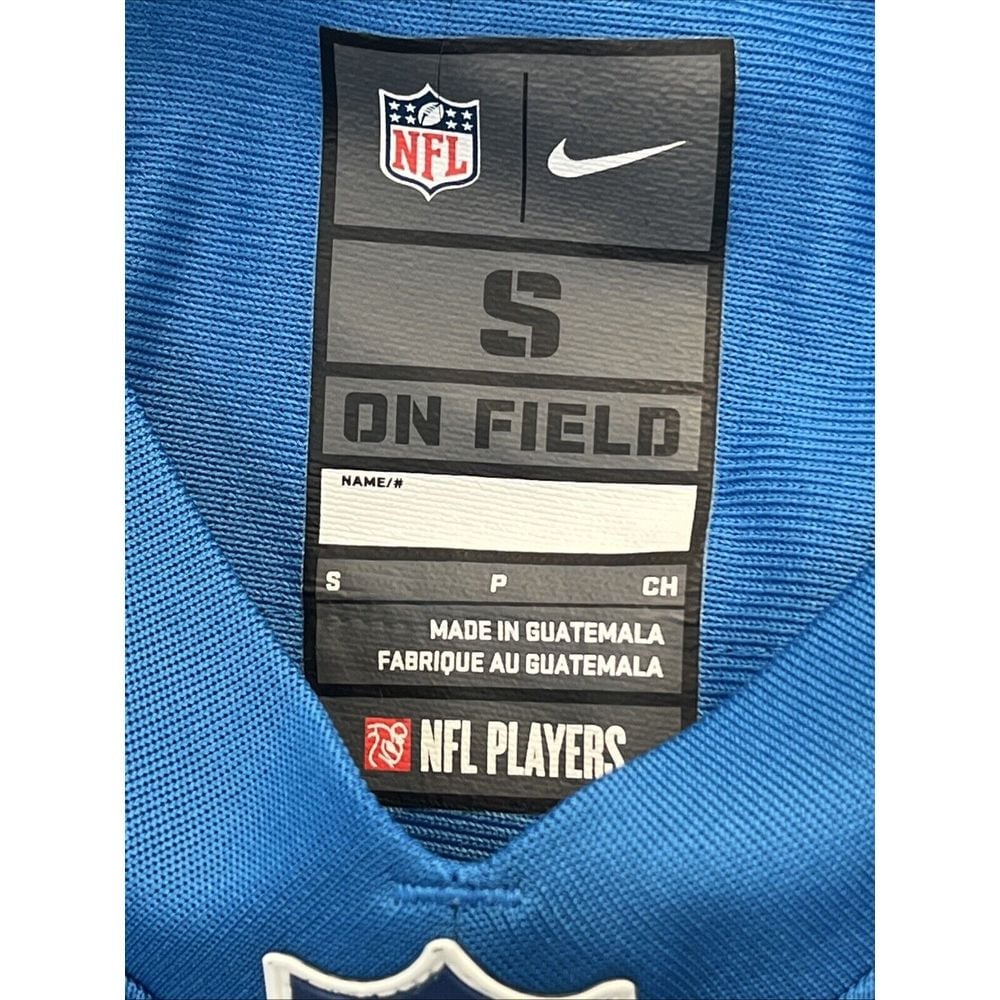 NFL
S
ON FIELD
NAME/#
S P CH
MADE IN GUATEMALA
FABRIQUE AU GUATEMALA
NFL PLAYERS